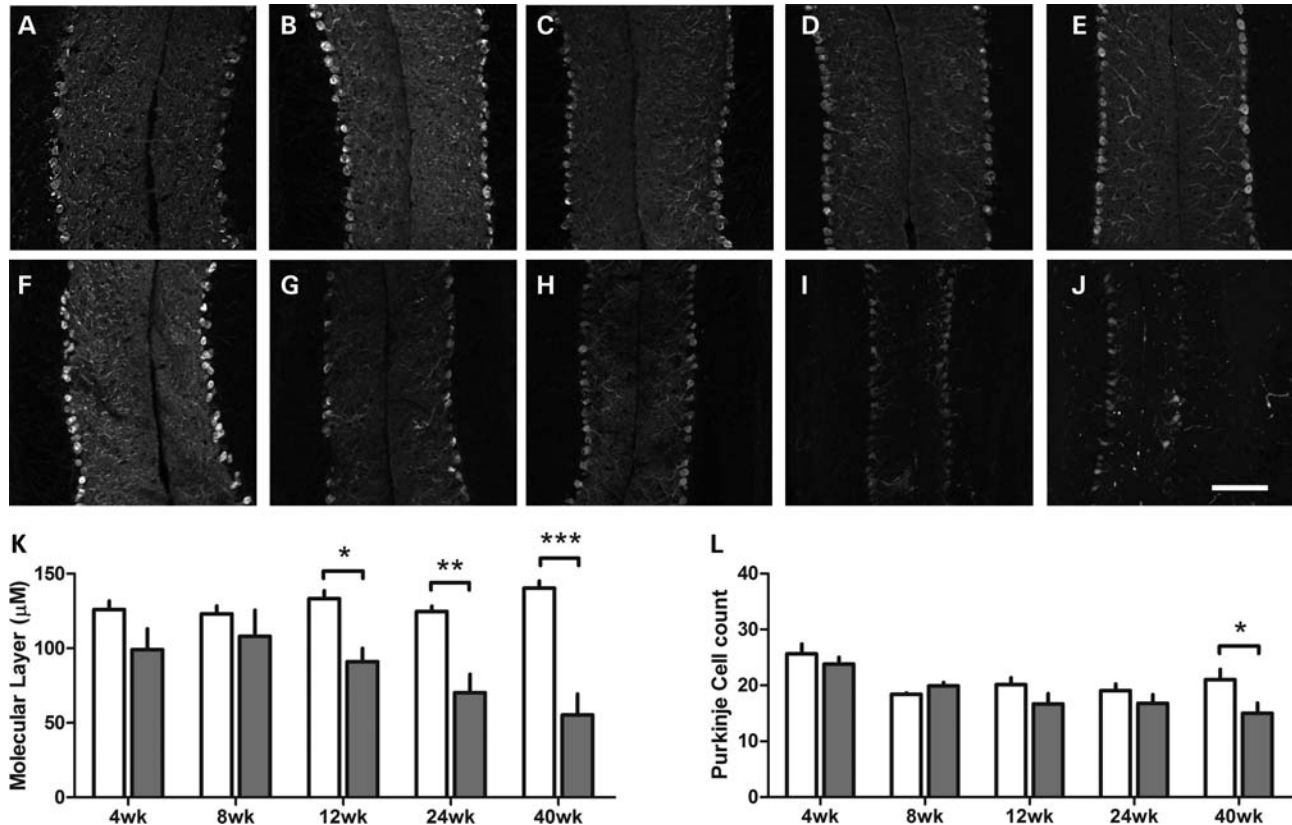 A B C D E
F G H I J
K
* ** ***
Molecular Layer (μM)
150
100
50
0
4wk 8wk 12wk 24wk 40wk
L
*
Purkinje Cell count
40
30
20
10
0
4wk 8wk 12wk 24wk 40wk